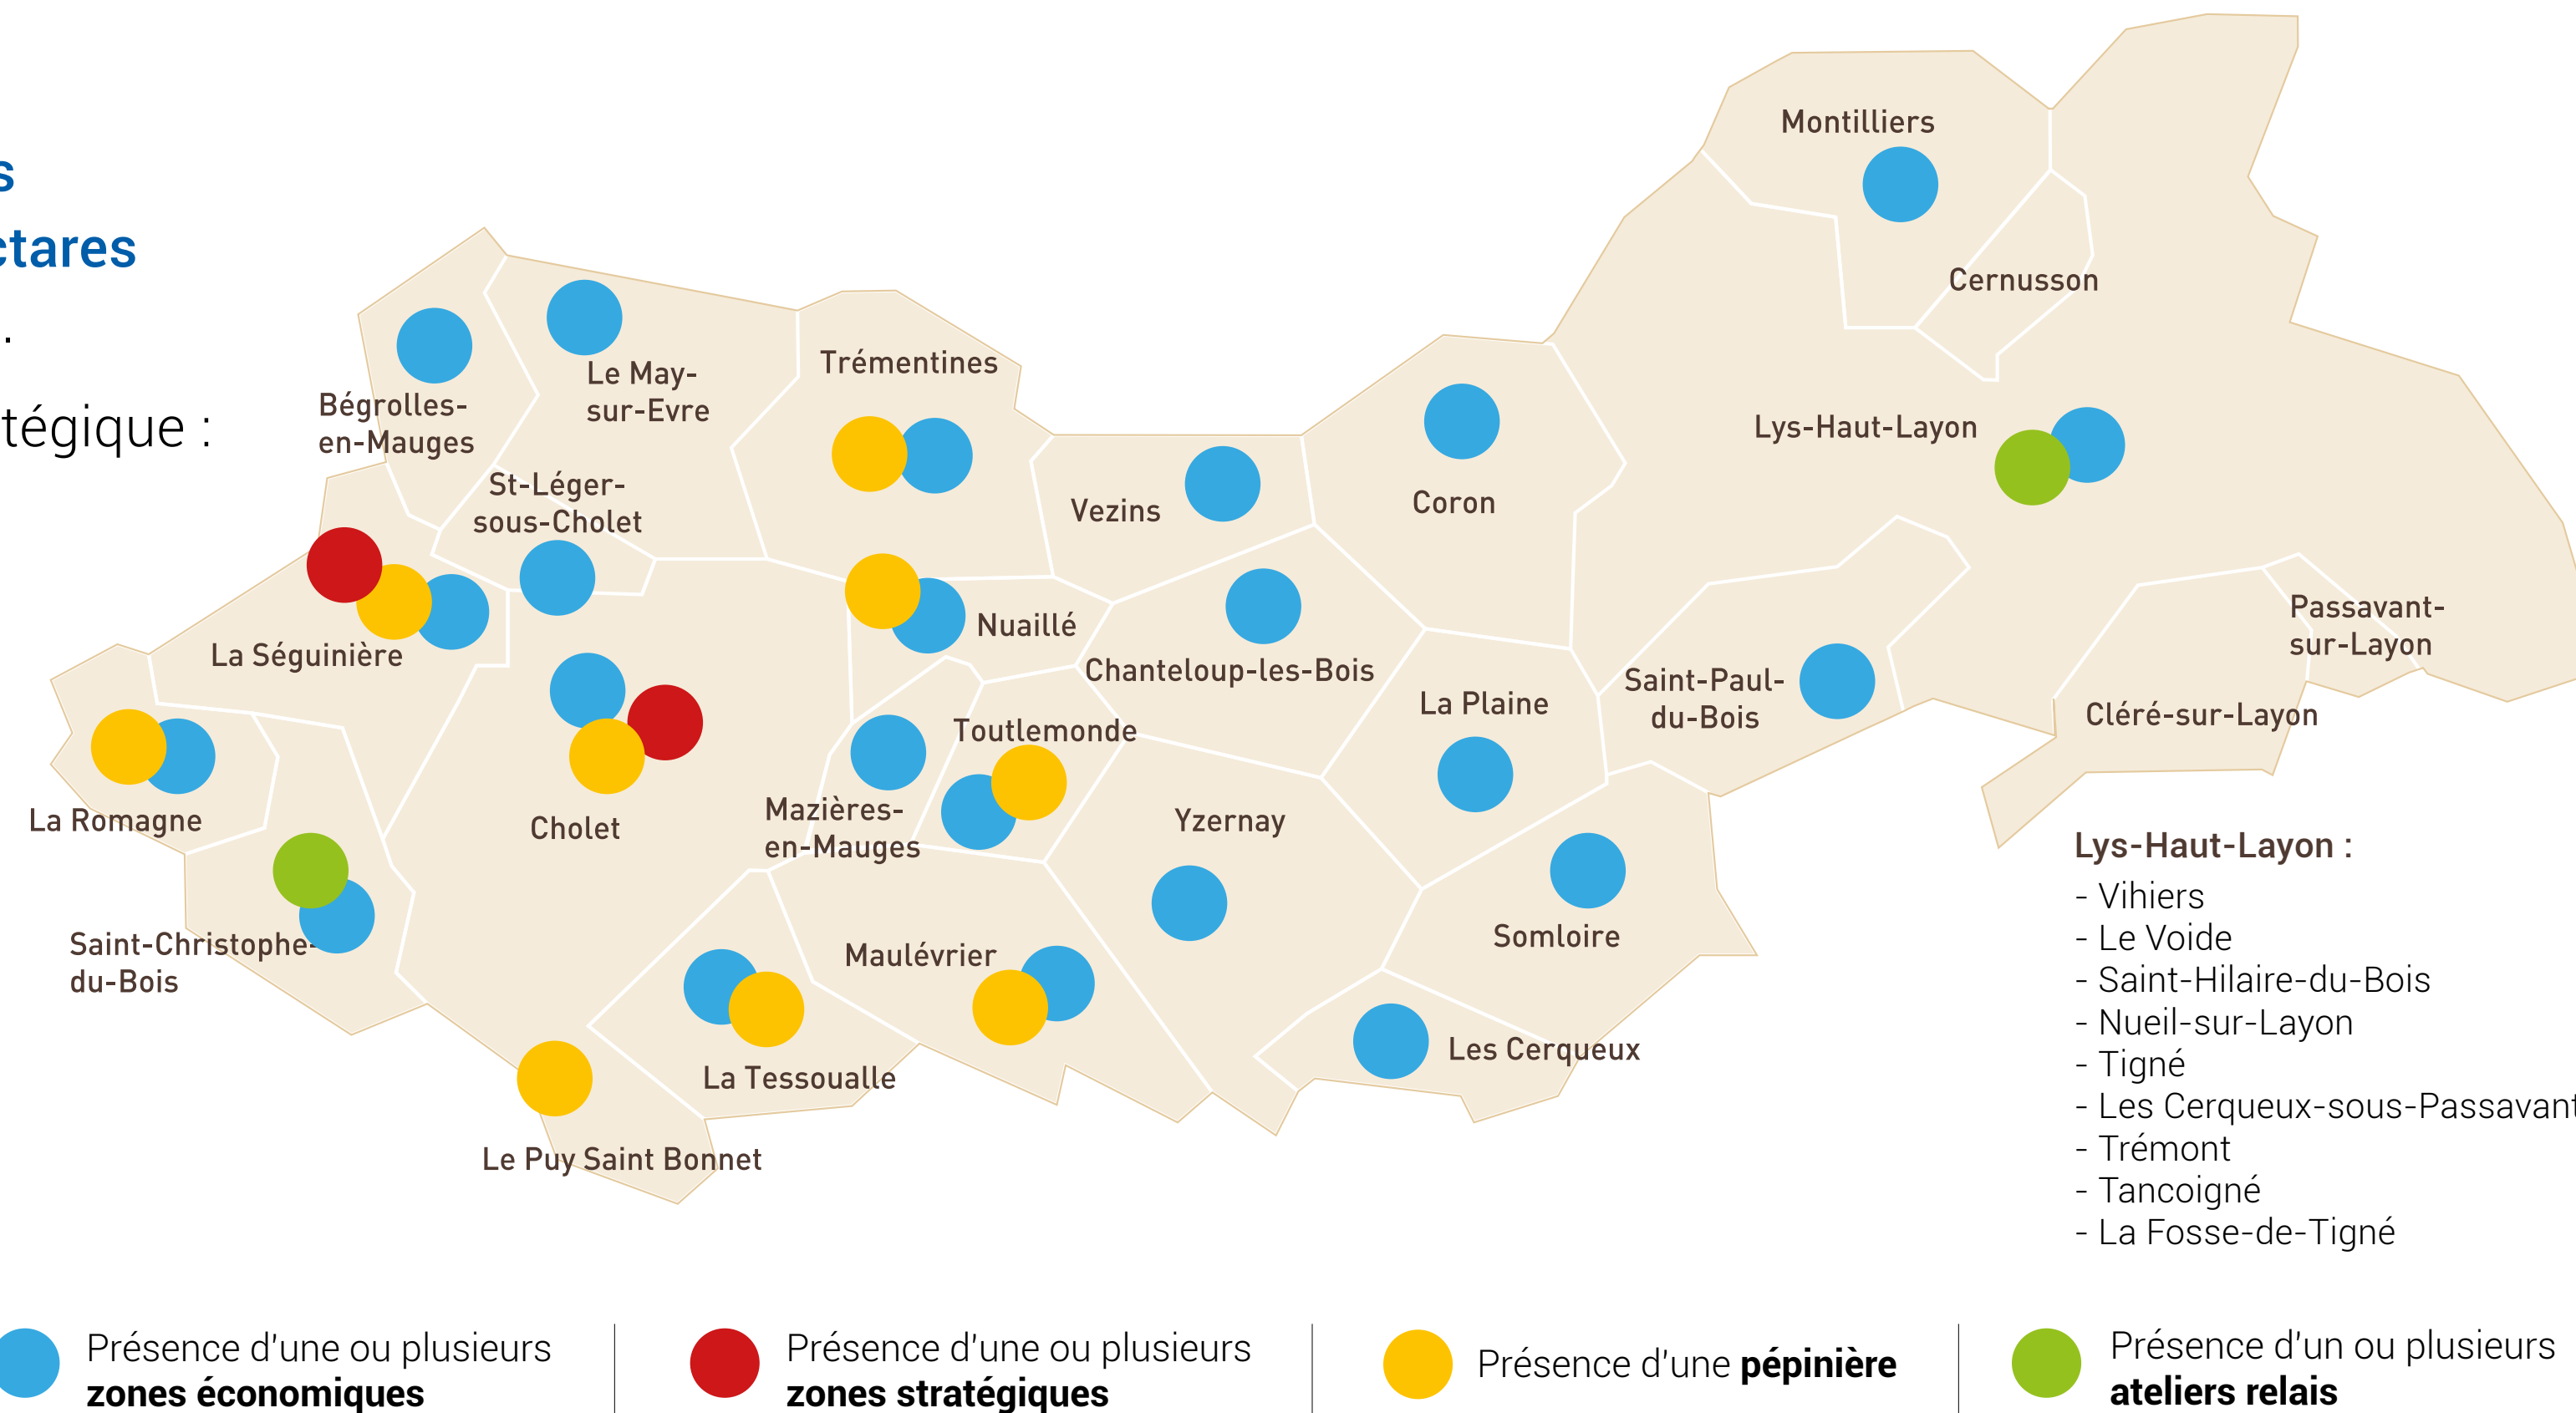 s
ctares
.
tégique :
Montilliers
Cernusson
Le May-
sur-Evre
Trémentines
Bégrolles-
en-Mauges
Lys-Haut-Layon
St-Léger-
sous-Cholet
Vezins
Coron
Passavant-
sur-Layon
Nuaillé
La Séguinière
Chanteloup-les-Bois
Saint-Paul-
du-Bois
La Plaine
Cléré-sur-Layon
Toutlemonde
La Romagne
Cholet
Mazières-
en-Mauges
Yzernay
Somloire
Saint-Christophe-
du-Bois
Maulévrier
Les Cerqueux
La Tessoualle
Le Puy Saint Bonnet
Lys-Haut-Layon :
- Vihiers
- Le Voide
- Saint-Hilaire-du-Bois
- Nueil-sur-Layon
- Tigné
- Les Cerqueux-sous-Passavant
- Trémont
- Tancoigné
- La Fosse-de-Tigné
Présence d'une ou plusieurs
zones économiques
Présence d'une ou plusieurs
zones stratégiques
Présence d'une pépinière
Présence d'un ou plusieurs
ateliers relais